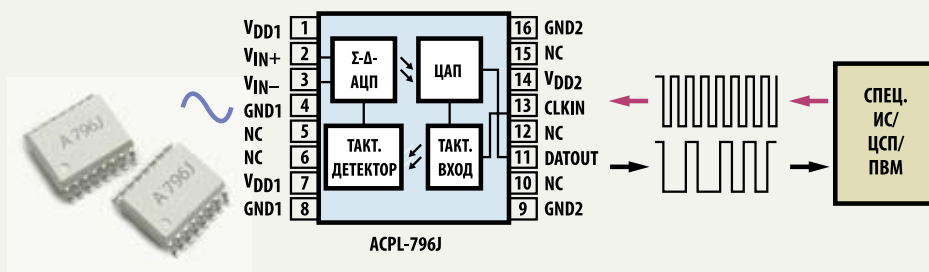 VDD1 1
VIN+ 2
VIN– 3
GND1 4
NC 5
NC 6
VDD1 7
GND1 8
Σ-Δ-
АЦП
ЦАП
ТАКТ.
ДЕТЕКТОР
ТАКТ.
ВХОД
16 GND2
15 NC
14 VDD2
13 CLKIN
12 NC
11 DATOUT
10 NC
9 GND2
СПЕЦ.
ИС/
ЦСП/
ПВМ
A 796J
A 796J
ACPL-796J